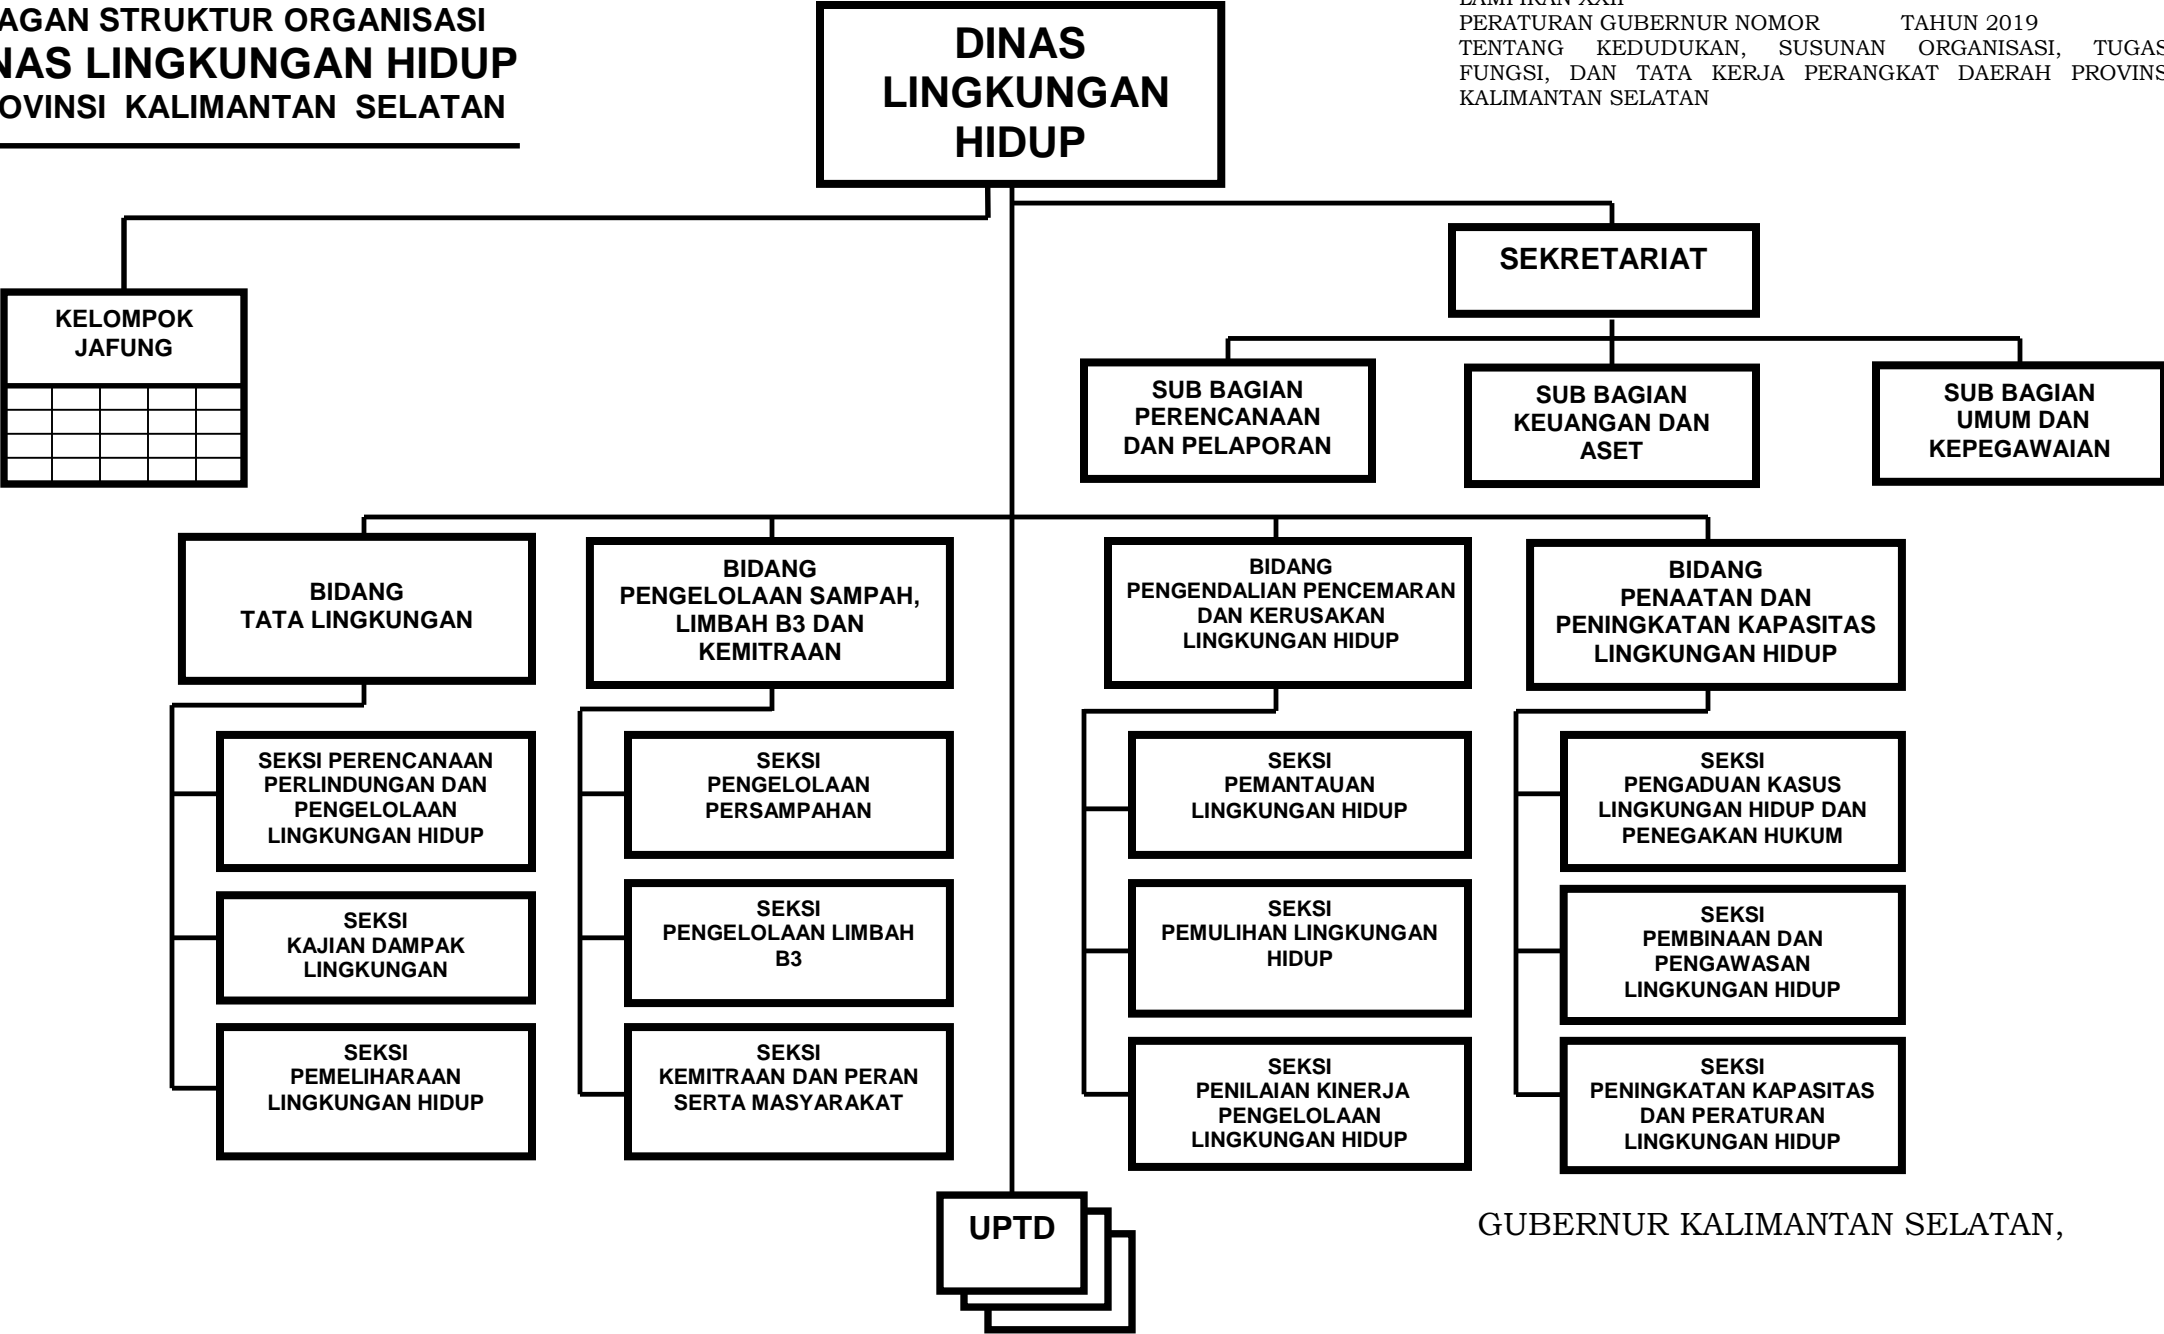 AGAN STRUKTUR ORGANISASI
NAS LINGKUNGAN HIDUP
OVINSI KALIMANTAN SELATAN
DINAS
LINGKUNGAN
HIDUP
LAMPIRAN XXII
PERATURAN GUBERNUR NOMOR TAHUN 2019
TENTANG KEDUDUKAN, SUSUNAN ORGANISASI, TUGAS
FUNGSI, DAN TATA KERJA PERANGKAT DAERAH PROVINS
KALIMANTAN SELATAN
SEKRETARIAT
KELOMPOK
JAFUNG
SUB BAGIAN
PERENCANAAN
DAN PELAPORAN
SUB BAGIAN
KEUANGAN DAN
ASET
SUB BAGIAN
UMUM DAN
KEPEGAWAIAN
BIDANG
TATA LINGKUNGAN
BIDANG
PENGELOLAAN SAMPAH,
LIMBAH B3 DAN
KEMITRAAN
BIDANG
PENGENDALIAN PENCEMARAN
DAN KERUSAKAN
LINGKUNGAN HIDUP
BIDANG
PENAATAN DAN
PENINGKATAN KAPASITAS
LINGKUNGAN HIDUP
SEKSI PERENCANAAN
PERLINDUNGAN DAN
PENGELOLAAN
LINGKUNGAN HIDUP
SEKSI
PENGELOLAAN
PERSAMPAHAN
SEKSI
PEMANTAUAN
LINGKUNGAN HIDUP
SEKSI
PENGADUAN KASUS
LINGKUNGAN HIDUP DAN
PENEGAKAN HUKUM
SEKSI
KAJIAN DAMPAK
LINGKUNGAN
SEKSI
PENGELOLAAN LIMBAH
B3
SEKSI
PEMULIHAN LINGKUNGAN
HIDUP
SEKSI
PEMBINAAN DAN
PENGAWASAN
LINGKUNGAN HIDUP
SEKSI
PEMELIHARAAN
LINGKUNGAN HIDUP
SEKSI
KEMITRAAN DAN PERAN
SERTA MASYARAKAT
SEKSI
PENILAIAN KINERJA
PENGELOLAAN
LINGKUNGAN HIDUP
SEKSI
PENINGKATAN KAPASITAS
DAN PERATURAN
LINGKUNGAN HIDUP
UPTD
GUBERNUR KALIMANTAN SELATAN,